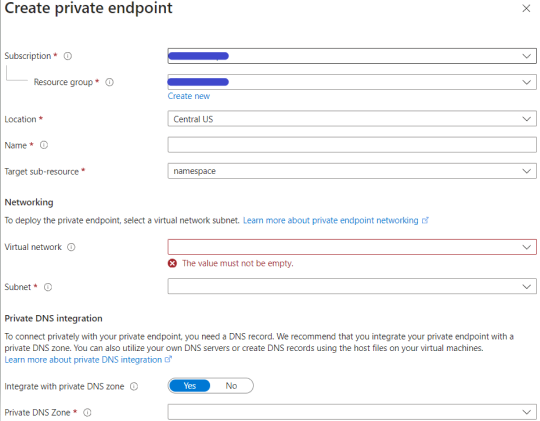 Create private endpoint
Subscription *
Resource group *
Create new
Location *
Central US
Name *
Target sub-resource *
namespace
Networking
To deploy the private endpoint, select a virtual network subnet. Learn more about private endpoint networking
Virtual network
The value must not be empty.
Subnet *
Private DNS integration
To connect privately with your private endpoint, you need a DNS record. We recommend that you integrate your private endpoint with a
private DNS zone. You can also utilize your own DNS servers or create DNS records using the host files on your virtual machines.
Learn more about private DNS integration
Integrate with private DNS zone
Yes No
Private DNS Zone *